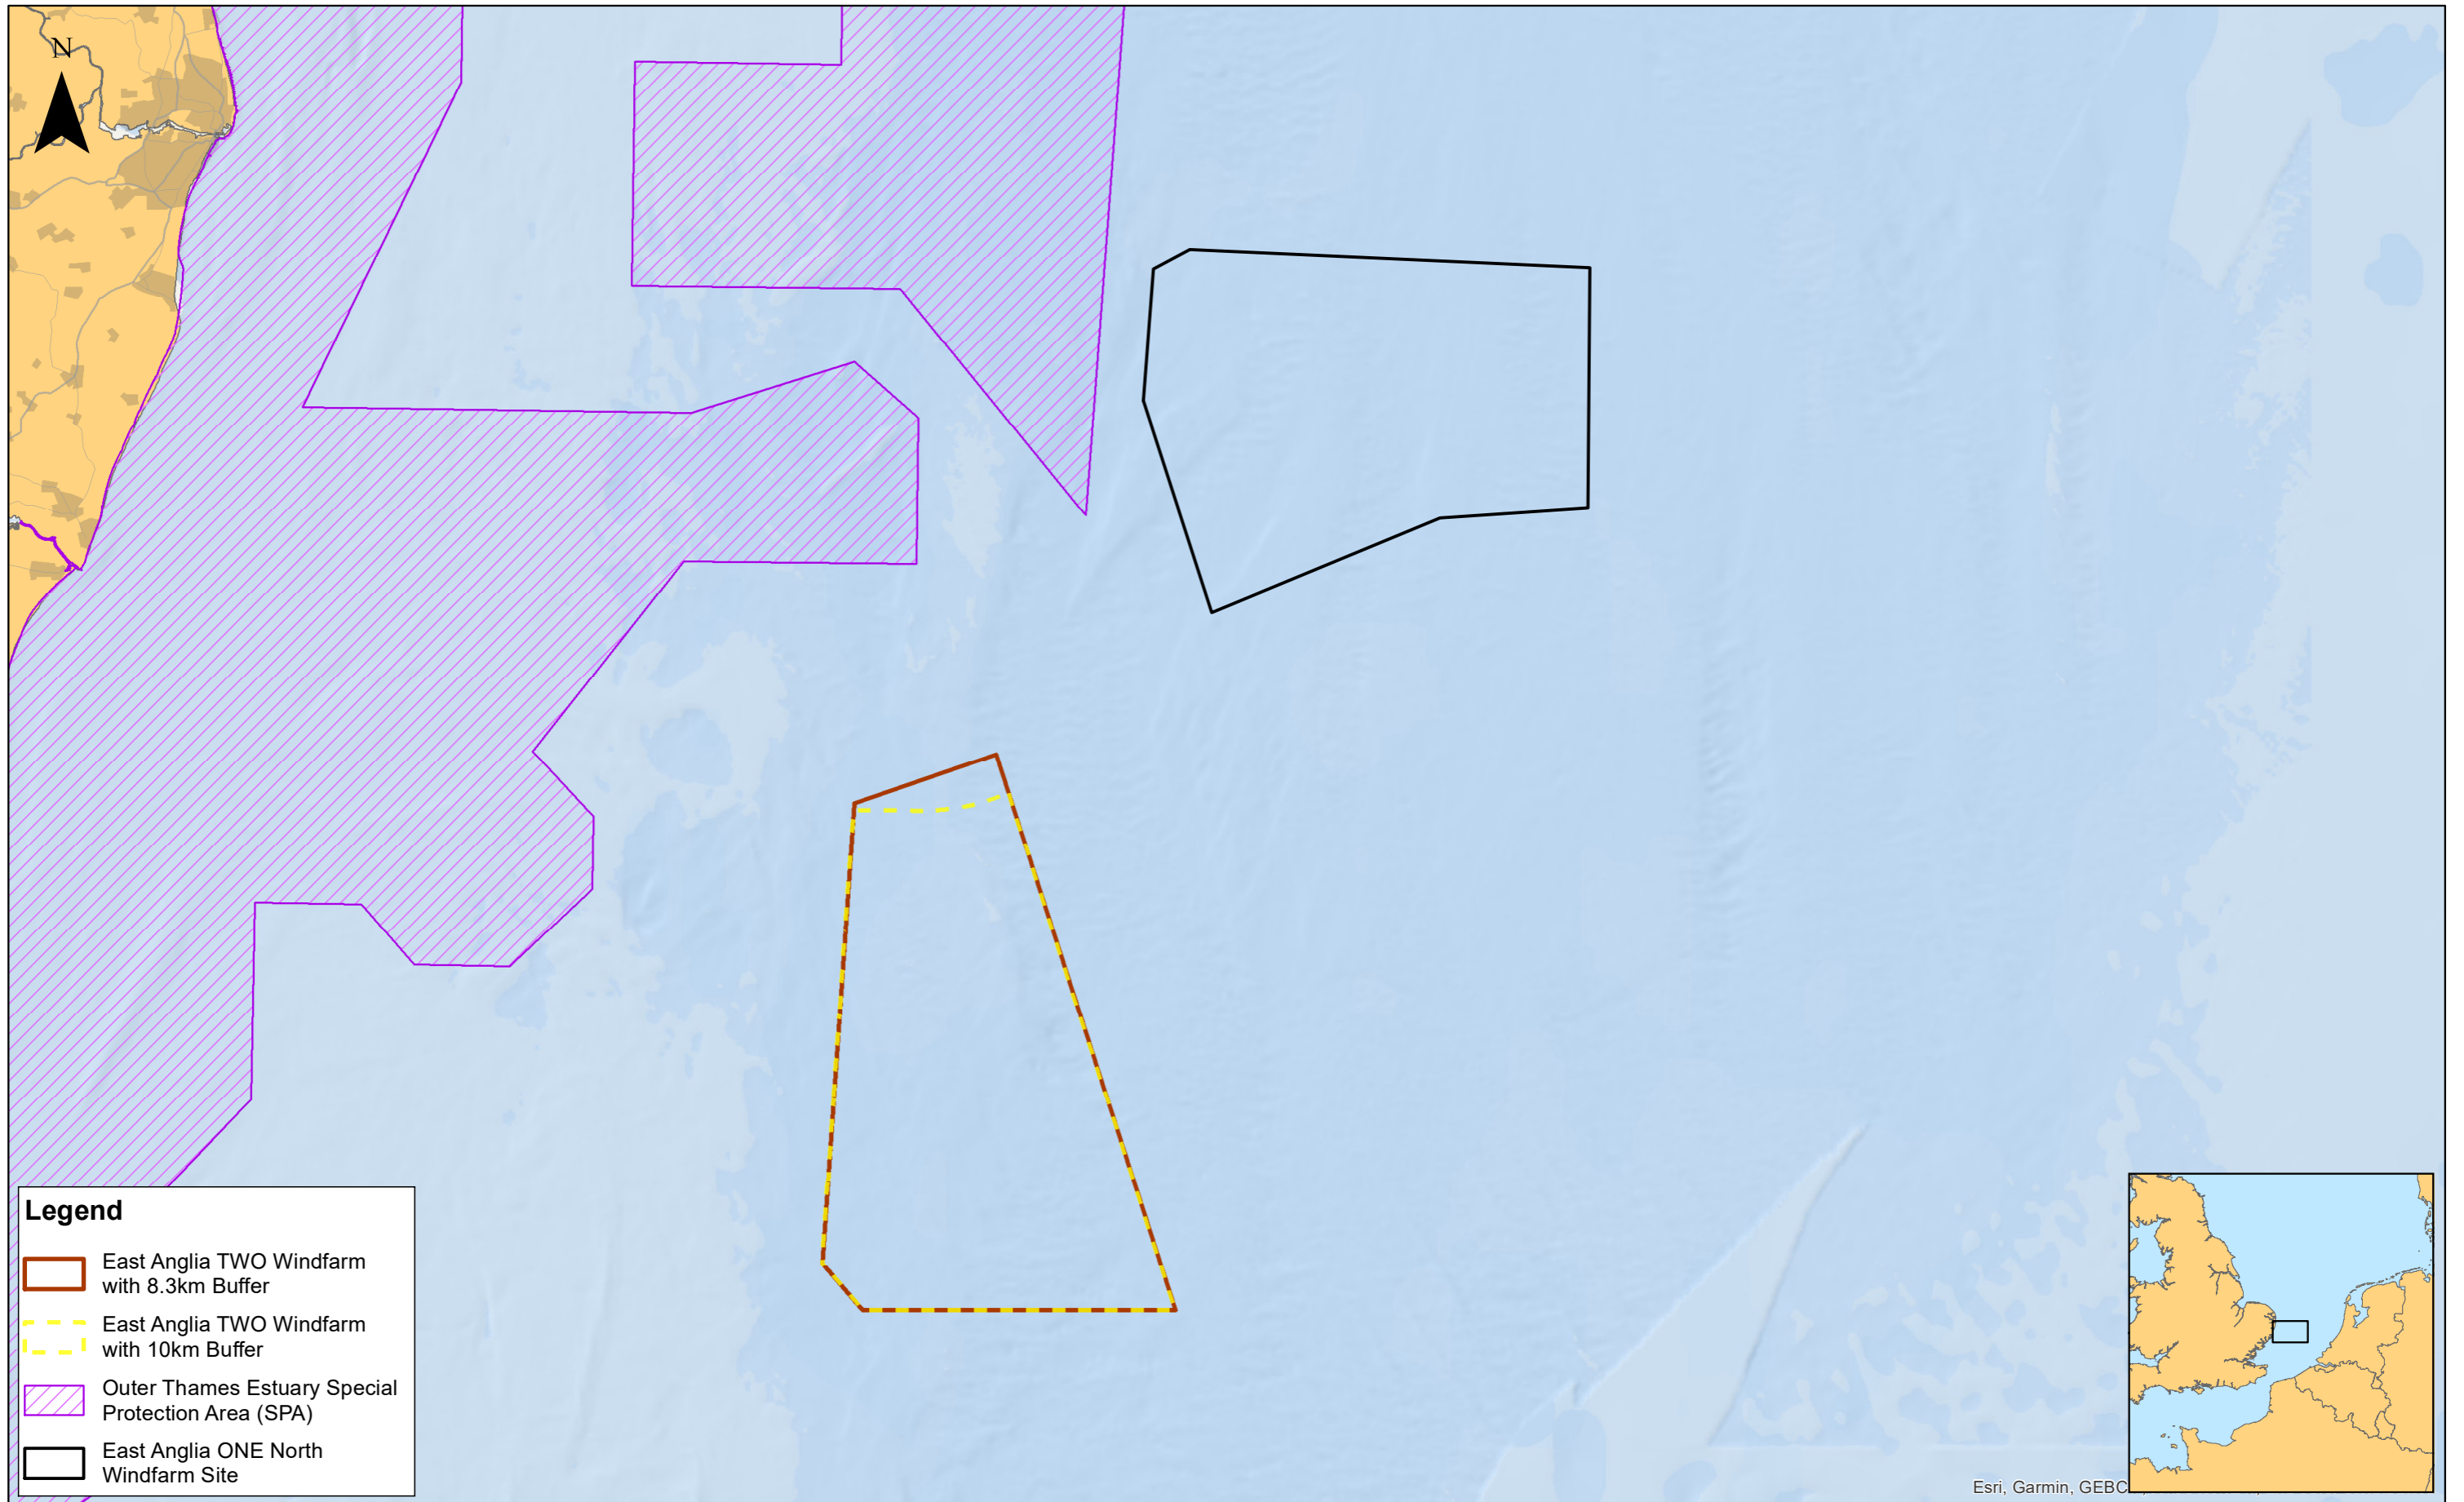 N
Legend
East Anglia TWO Windfarm
with 8.3km Buffer
East Anglia TWO Windfarm
with 10km Buffer
Outer Thames Estuary Special
Protection Area (SPA)
East Anglia ONE North
Windfarm Site
Esri, Garmin, GEBC